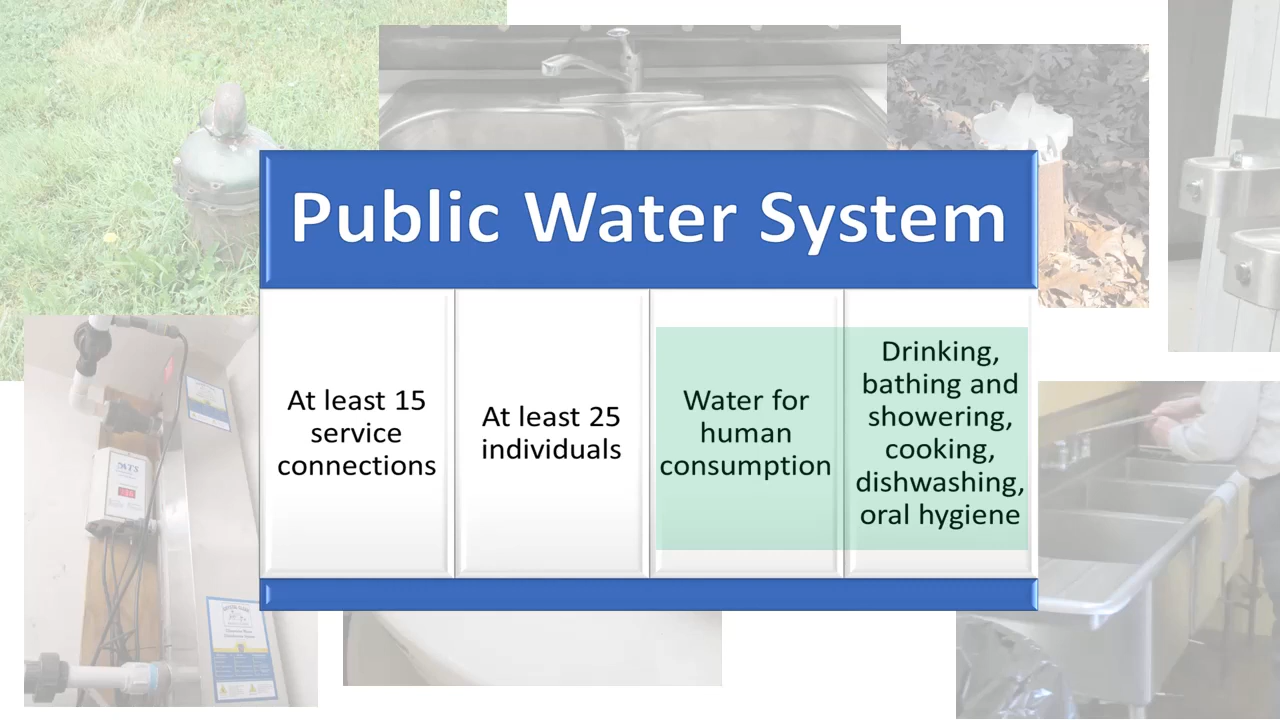 Public Water System
At least 15
service
connections
At least 25
individuals
Water for
human
consumption
Drinking,
bathing and
showering,
cooking,
dishwashing,
oral hygiene